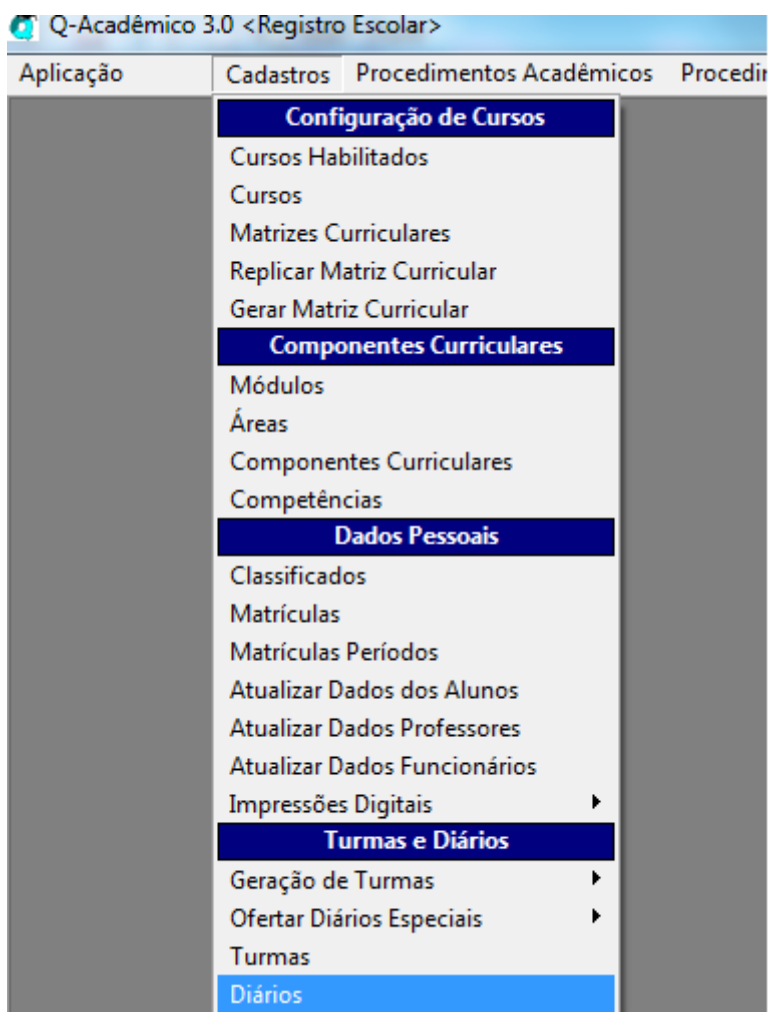 Q-Acadêmico 3.0 <Registro Escolar>
Aplicação Cadastros Procedimentos Acadêmicos
Configuração de Cursos
Cursos Habilitados
Cursos
Matrizes Curriculares
Replicar Matriz Curricular
Gerar Matriz Curricular
Componentes Curriculares
Módulos
Áreas
Componentes Curriculares
Competências
Dados Pessoais
Classificados
Matrículas
Matrículas Períodos
Atualizar Dados dos Alunos
Atualizar Dados Professores
Atualizar Dados Funcionários
Impressões Digitais
Turmas e Diários
Geração de Turmas
Ofertar Diários Especiais
Turmas
Diários